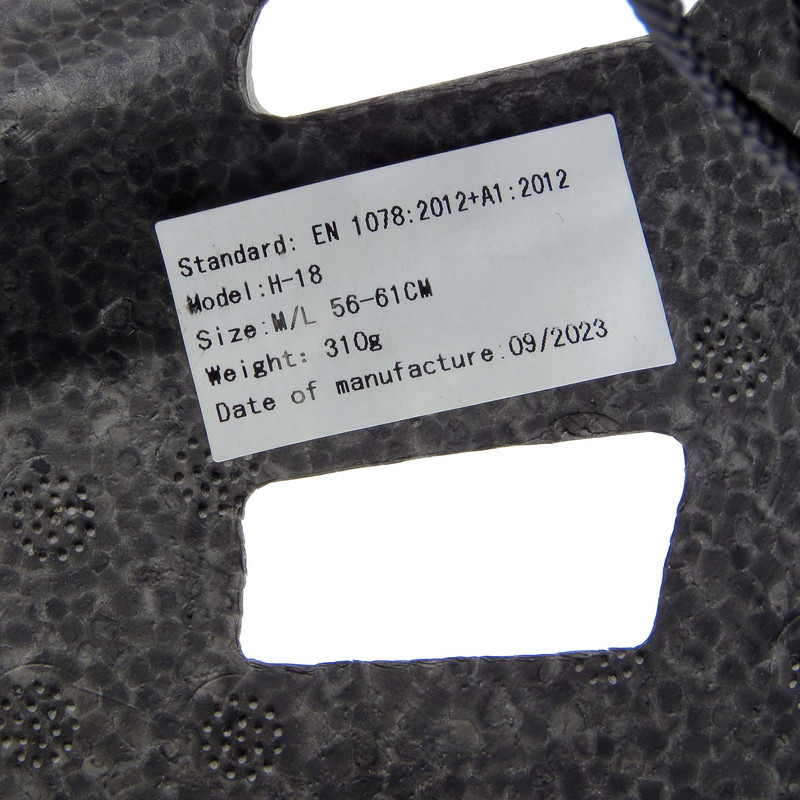 Standard: EN 1078:2012+A1:2012
Model:H-18
Size:M/L 56-61CM
Weight: 310g
Date of manufacture:09/2023